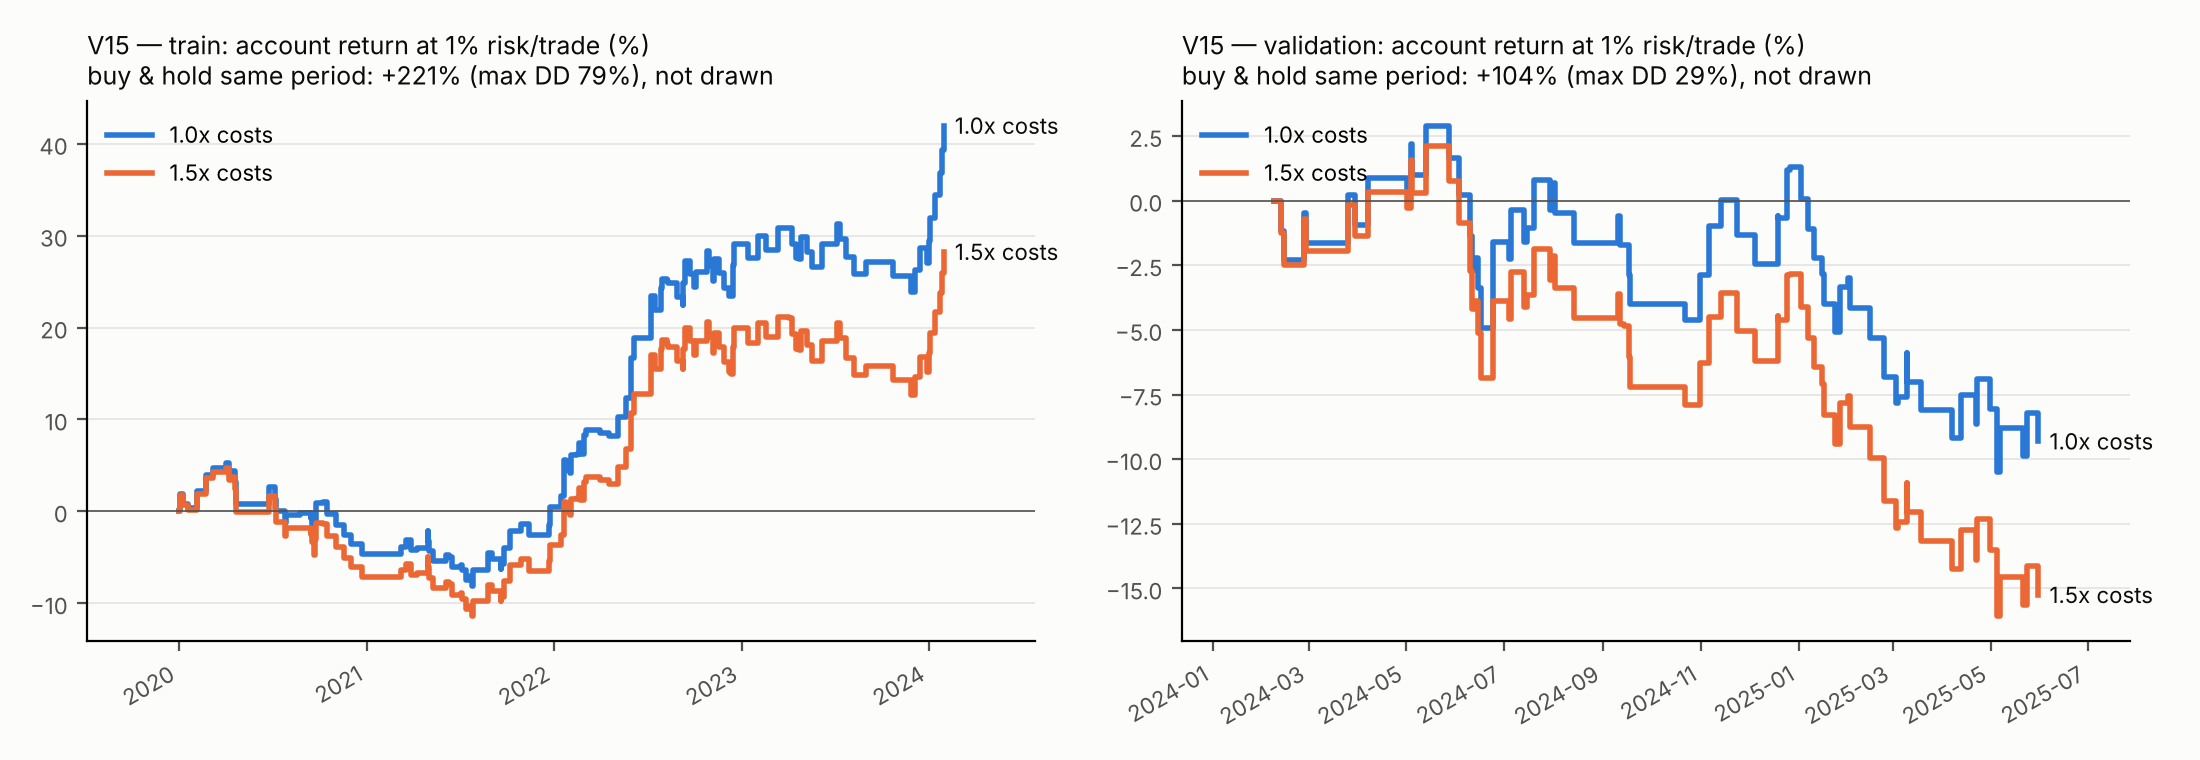 V15 — train: account return at 1% risk/trade (%)
buy & hold same period: +221% (max DD 79%), not drawn
1.0x costs
1.5x costs
1.0x costs
1.5x costs
40
30
20
10
0
−10
2020
2021
2022
2023
2024
V15 — validation: account return at 1% risk/trade (%)
buy & hold same period: +104% (max DD 29%), not drawn
1.0x costs
1.5x costs
1.0x costs
1.5x costs
2.5
0.0
−2.5
−5.0
−7.5
−10.0
−12.5
−15.0
2024-01
2024-03
2024-05
2024-07
2024-09
2024-11
2025-01
2025-03
2025-05
2025-07